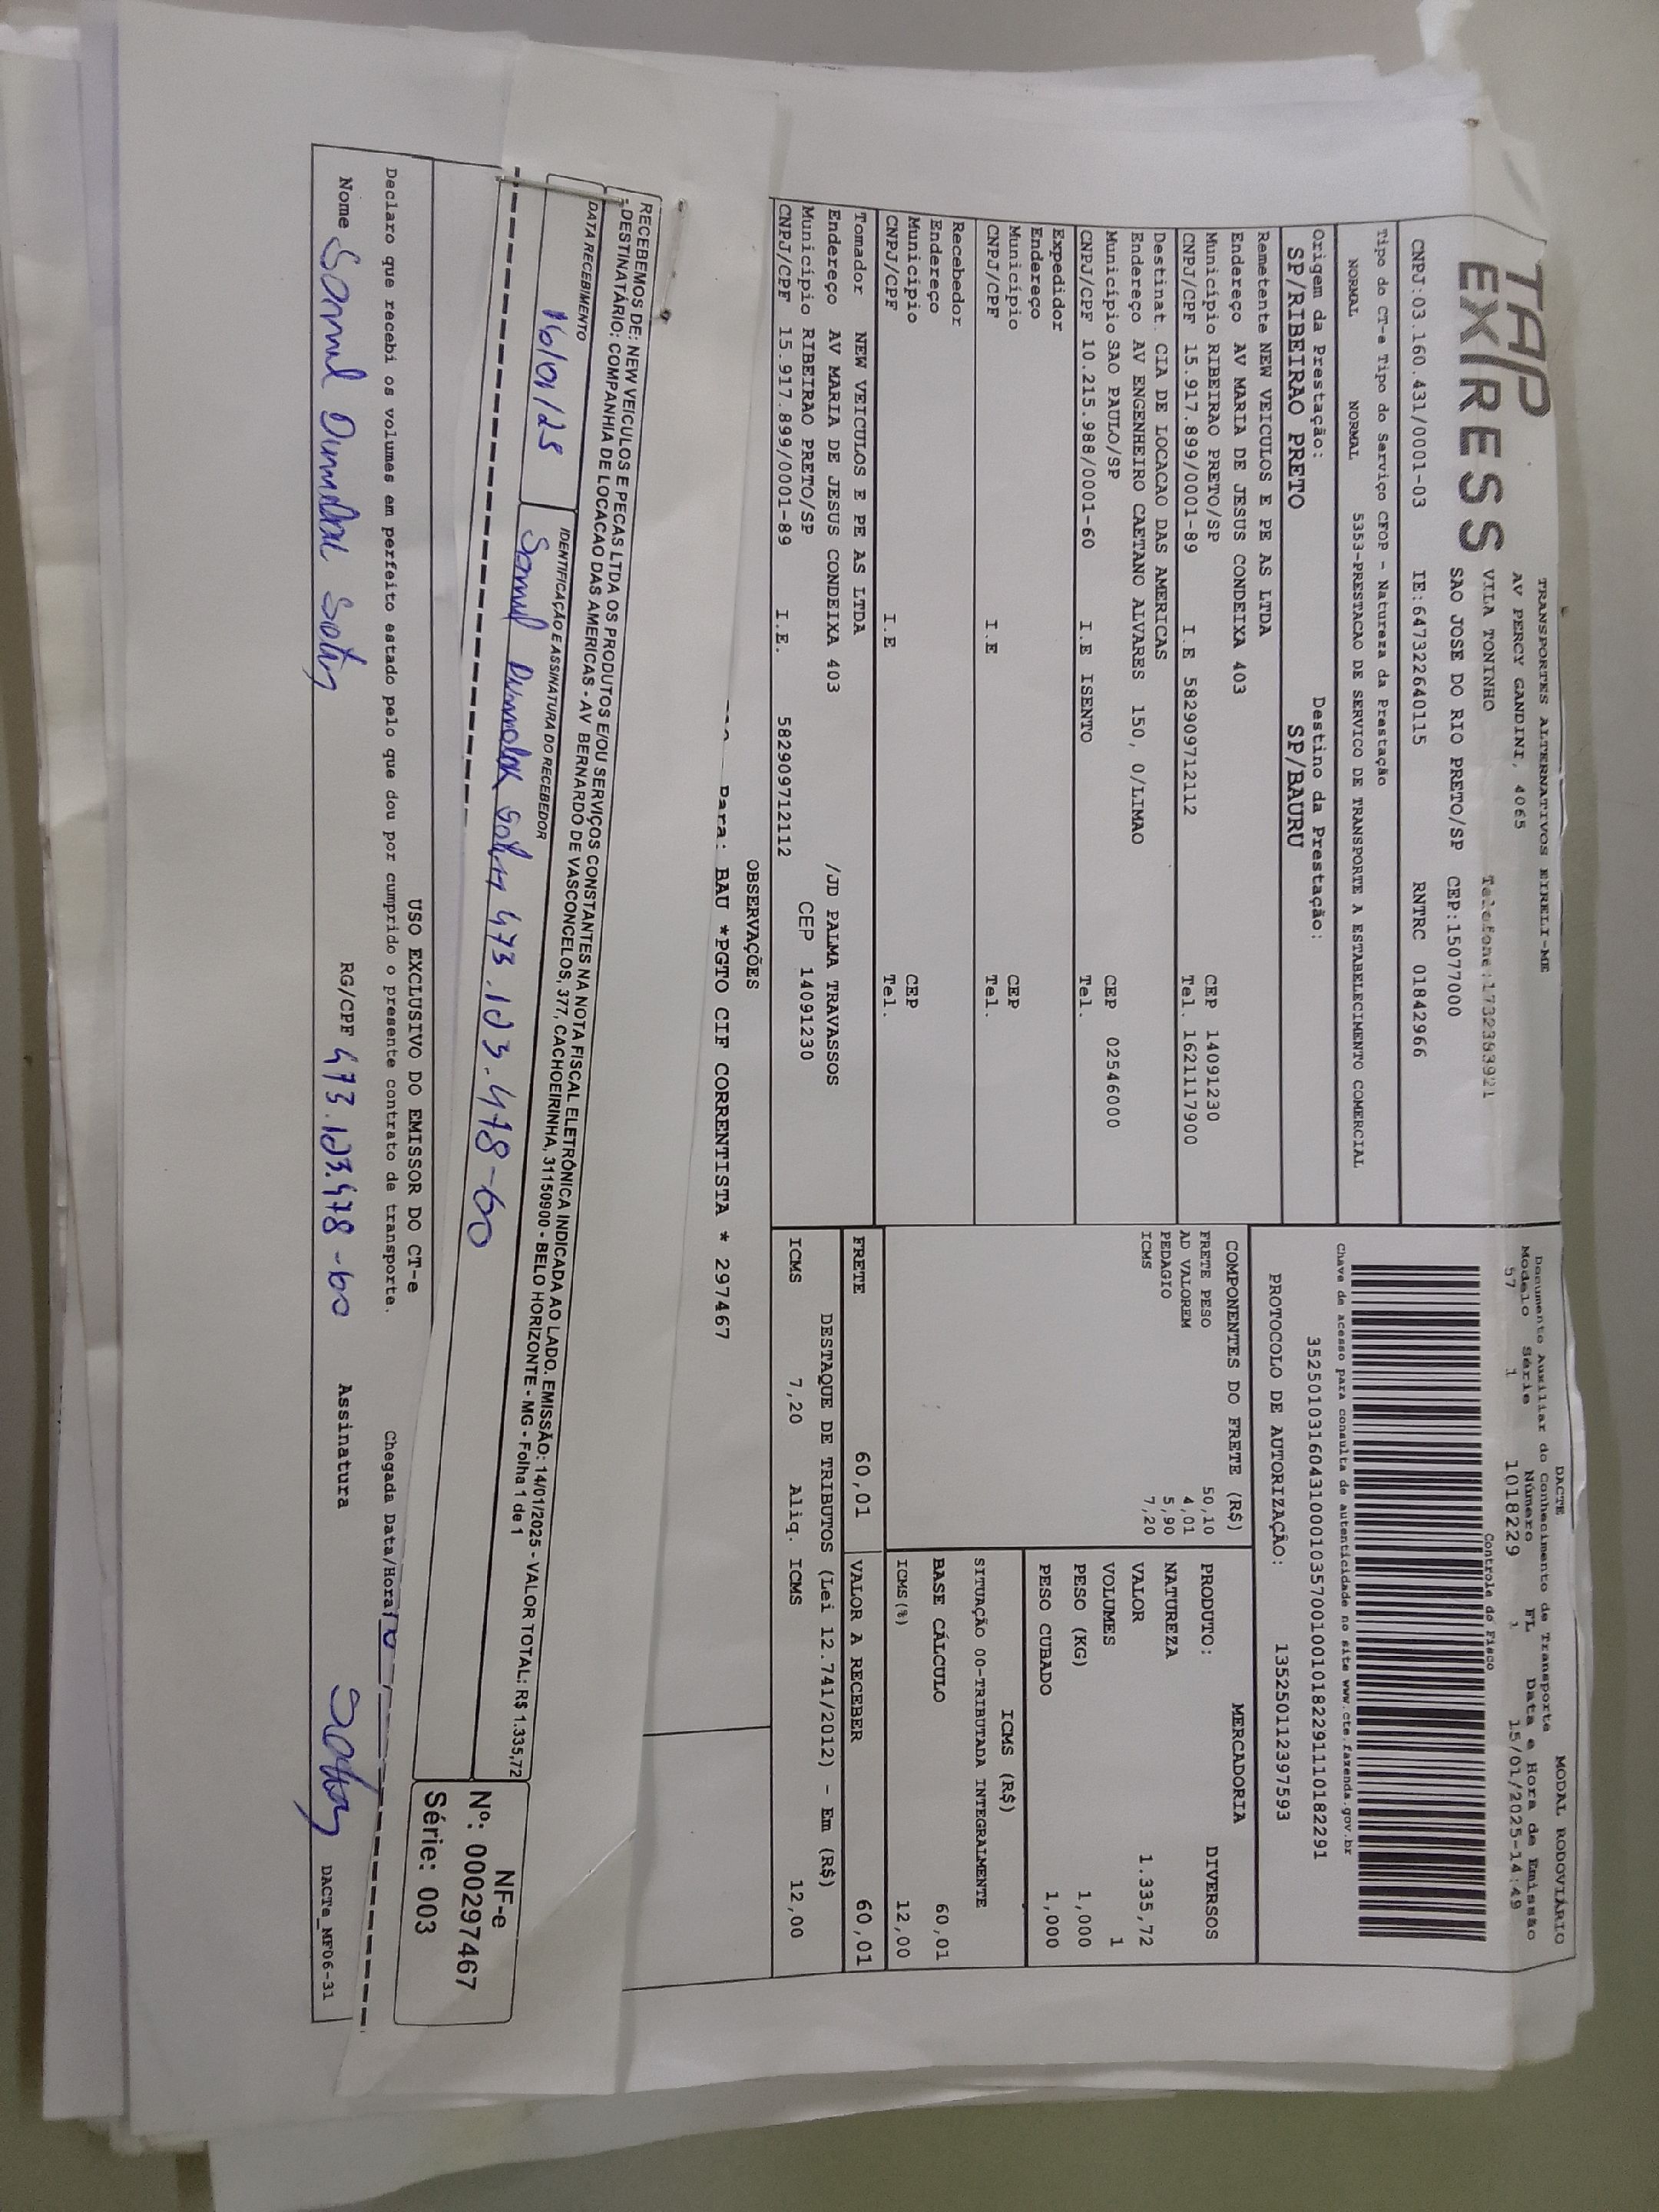 TAP
EXPRESS
TRANSPORTES ALTERNATIVOS EIRELI-ME
AV PERCY GANDINI, 4065
VILA TONINHO Telefone:1732393921
SAO JOSE DO RIO PRETO/SP CEP:15077000
CNPJ:03.160.431/0001-03 IE:647322640115 RNTRC 01842966
Tipo do CT-e Tipo do Serviço CFOP - Natureza da Prestação
NORMAL NORMAL 5353-PRESTACAO DE SERVICO DE TRANSPORTE A ESTABELECIMENTO COMERCIAL
Origem da Prestação: Destino da Prestação:
SP/RIBEIRAO PRETO SP/BAURU
DACTE MODAL RODOVIÁRIO
Documento Auxiliar do Conhecimento de Transporte
Modelo Série Número FL Data e Hora de Emissão
57 1 101829 1 15/01/2025-14:49
Controle do Fisco
Chave de acesso para consulta de autenticidade no site www.cte.fazenda.gov.br
35250103160431000103570010010182291110182291
PROTOCOLO DE AUTORIZAÇÃO: 135250112397593
Remetente NEW VEICULOS E PE AS LTDA
Endereço AV MARIA DE JESUS CONDEIXA 403
Município RIBEIRAO PRETO/SP CEP 14091230
CNPJ/CPF 15.917.899/0001-89 I.E 582909712112 Tel. 1621117900
Destinat. CIA DE LOCACAO DAS AMERICAS
Endereço AV ENGENHEIRO CAETANO ALVARES 150, 0/LIMAO
Município SAO PAULO/SP CEP 02546000
CNPJ/CPF 10.215.988/0001-60 I.E ISENTO Tel.
Expedidor
Endereço
Município CEP
CNPJ/CPF I.E Tel.
Recebedor
Endereço
Município CEP
CNPJ/CPF I.E Tel.
Tomador NEW VEICULOS E PE AS LTDA
Endereço AV MARIA DE JESUS CONDEIXA 403 /JD PALMA TRAVASSOS
Município RIBEIRAO PRETO/SP CEP 14091230
CNPJ/CPF 15.917.899/0001-89 I.E. 582909712112
COMPONENTES DO FRETE (R$)
FRETE PESO 50,10
AD VALOREM 4,01
PEDAGIO 5,90
ICMS 7,20
MERCADORIA
PRODUTO: DIVERSOS
NATUREZA
VALOR 1.335,72
VOLUMES 1
PESO (KG) 1,000
PESO CUBADO 1,000
ICMS (R$)
SITUAÇÃO 00-TRIBUTADA INTEGRALMENTE
BASE CÁLCULO 60,01
ICMS(%) 12,00
FRETE 60,01 VALOR A RECEBER 60,01
DESTAQUE DE TRIBUTOS (Lei 12.741/2012) - Em (R$)
ICMS 7,20 Aliq. ICMS 12,00
OBSERVAÇÕES
Para: BAU *PGTO CIF CORRENTISTA * 297467
RECEBEMOS DE: NEW VEICULOS E PECAS LTDA OS PRODUTOS E/OU SERVIÇOS CONSTANTES NA NOTA FISCAL ELETRÔNICA INDICADA AO LADO. EMISSÃO: 14/01/2025 - VALOR TOTAL: R$ 1.335,72
DESTINATÁRIO: COMPANHIA DE LOCACAO DAS AMERICAS - AV BERNARDO DE VASCONCELOS, 377, CACHOEIRINHA, 31150900 - BELO HORIZONTE - MG - Folha 1 de 1
DATA RECEBIMENTO IDENTIFICAÇÃO E ASSINATURA DO RECEBEDOR
16/01/25 473.123.478-60
NF-e
Nº: 000297467
Série: 003
USO EXCLUSIVO DO EMISSOR DO CT-e
Declaro que recebi os volumes em perfeito estado pelo que dou por cumprido o presente contrato de transporte. Chegada Data/Hora
Nome RG/CPF 473.123.478-60 Assinatura
DACTe_MF06-31